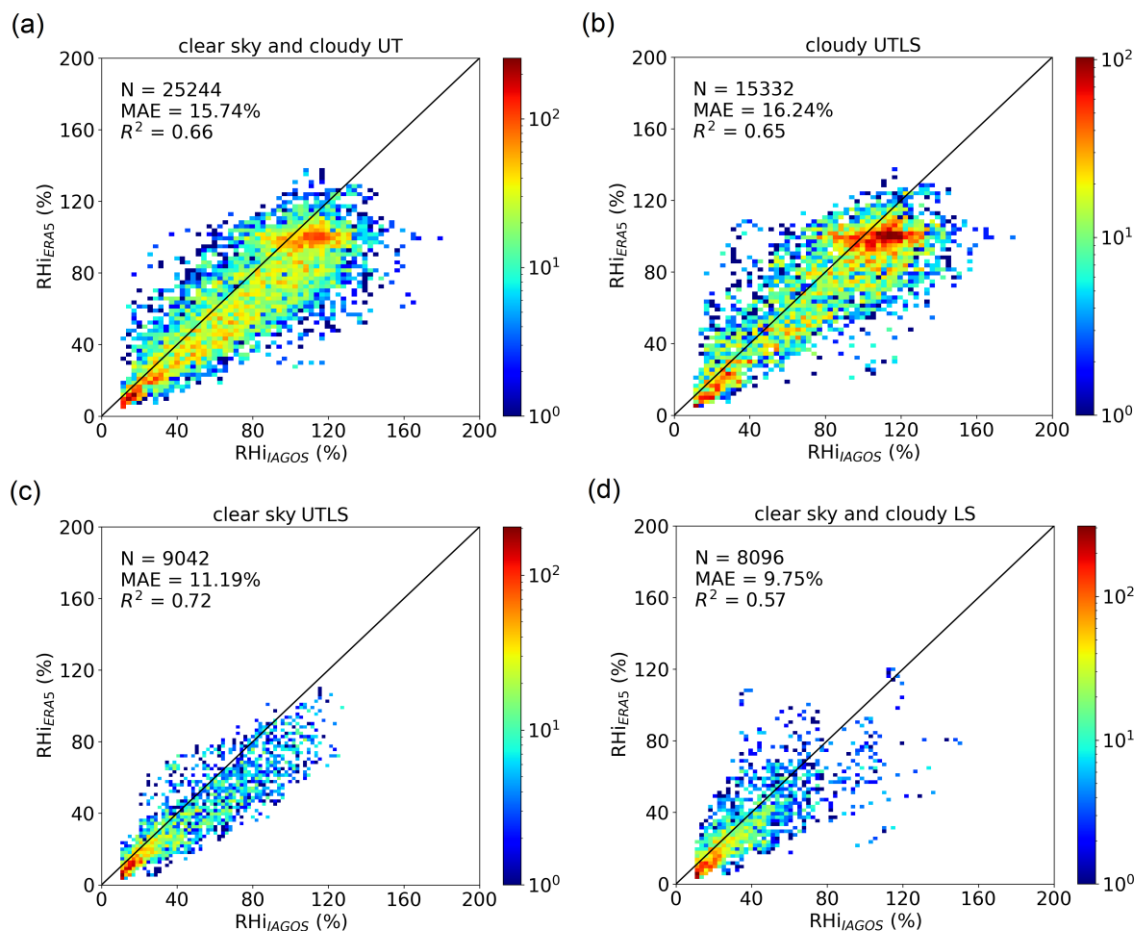 (a)
clear sky and cloudy UT
200
160
120
80
40
0
RHi_ERA5 (%)
N = 25244
MAE = 15.74%
R² = 0.66
0 40 80 120 160 200
RHi_IAGOS (%)
10²
10¹
10⁰
(b)
cloudy UTLS
200
160
120
80
40
0
RHi_ERA5 (%)
N = 15332
MAE = 16.24%
R² = 0.65
0 40 80 120 160 200
RHi_IAGOS (%)
10²
10¹
10⁰
(c)
clear sky UTLS
200
160
120
80
40
0
RHi_ERA5 (%)
N = 9042
MAE = 11.19%
R² = 0.72
0 40 80 120 160 200
RHi_IAGOS (%)
10²
10¹
10⁰
(d)
clear sky and cloudy LS
200
160
120
80
40
0
RHi_ERA5 (%)
N = 8096
MAE = 9.75%
R² = 0.57
0 40 80 120 160 200
RHi_IAGOS (%)
10²
10¹
10⁰